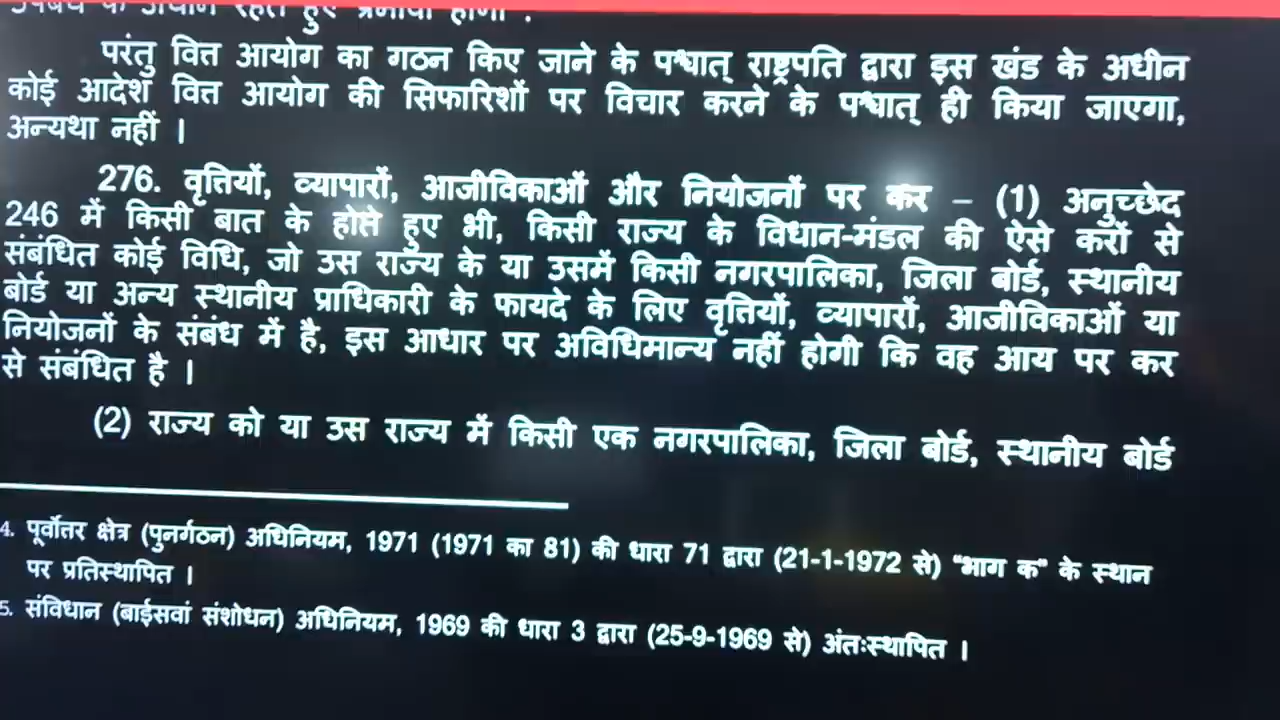 परंतु वित्त आयोग का गठन किए जाने के पश्चात् राष्ट्रपति द्वारा इस खंड के अधीन
कोई आदेश वित्त आयोग की सिफारिशों पर विचार करने के पश्चात् ही किया जाएगा,
अन्यथा नहीं ।
276. वृत्तियों, व्यापारों, आजीविकाओं और नियोजनों पर कर – (1) अनुच्छेद
246 में किसी बात के होते हुए भी, किसी राज्य के विधान-मंडल की ऐसे करों से
संबंधित कोई विधि, जो उस राज्य के या उसमें किसी नगरपालिका, जिला बोर्ड, स्थानीय
बोर्ड या अन्य स्थानीय प्राधिकारी के फायदे के लिए वृत्तियों, व्यापारों, आजीविकाओं या
नियोजनों के संबंध में है, इस आधार पर अविधिमान्य नहीं होगी कि वह आय पर कर
से संबंधित है ।
(2) राज्य को या उस राज्य में किसी एक नगरपालिका, जिला बोर्ड, स्थानीय बोर्ड
4. पूर्वोत्तर क्षेत्र (पुनर्गठन) अधिनियम, 1971 (1971 का 81) की धारा 71 द्वारा (21-1-1972 से) “भाग क” के स्थान
पर प्रतिस्थापित ।
5. संविधान (बाईसवां संशोधन) अधिनियम, 1969 की धारा 3 द्वारा (25-9-1969 से) अंतःस्थापित ।